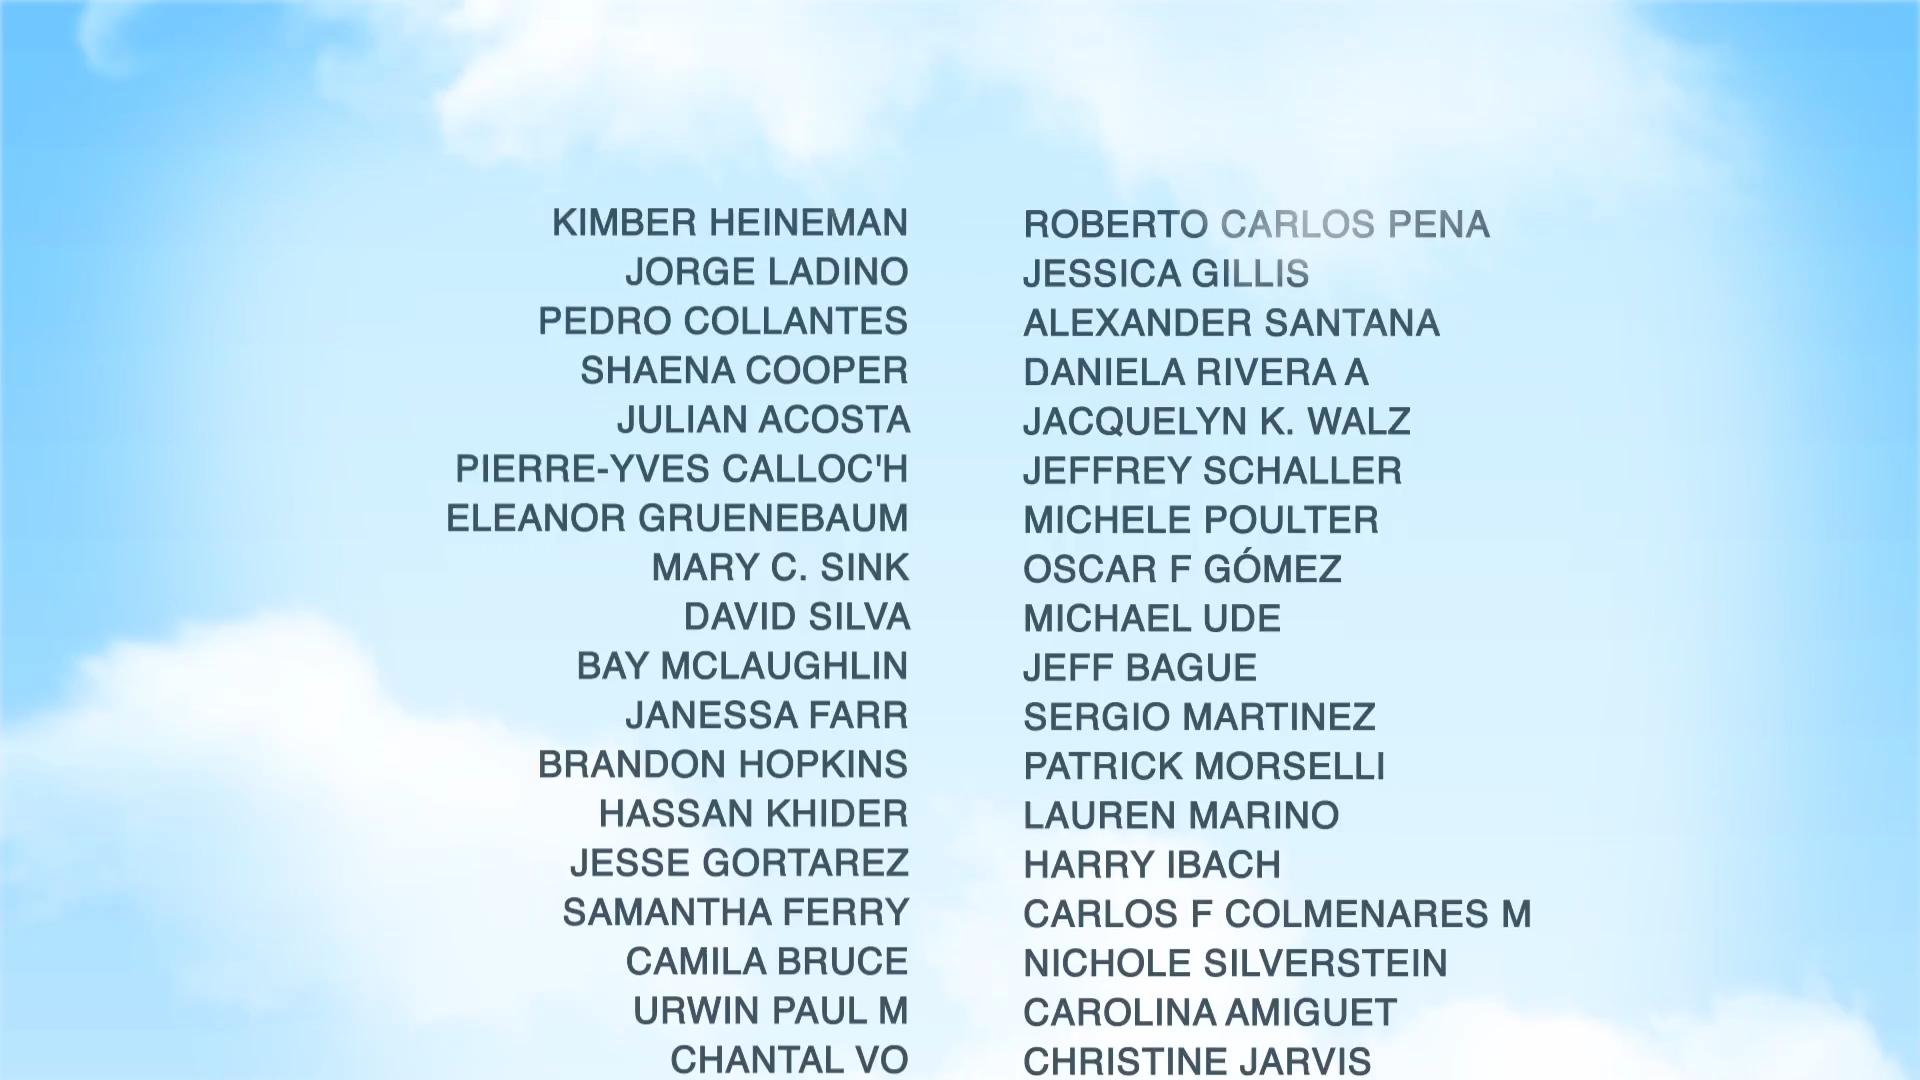 KIMBER HEINEMAN
JORGE LADINO
PEDRO COLLANTES
SHAENA COOPER
JULIAN ACOSTA
PIERRE-YVES CALLOC'H
ELEANOR GRUENEBAUM
MARY C. SINK
DAVID SILVA
BAY MCLAUGHLIN
JANESSA FARR
BRANDON HOPKINS
HASSAN KHIDER
JESSE GORTAREZ
SAMANTHA FERRY
CAMILA BRUCE
URWIN PAUL M
CHANTAL VO
ROBERTO CARLOS PENA
JESSICA GILLIS
ALEXANDER SANTANA
DANIELA RIVERA A
JACQUELYN K. WALZ
JEFFREY SCHALLER
MICHELE POULTER
OSCAR F GÓMEZ
MICHAEL UDE
JEFF BAGUE
SERGIO MARTINEZ
PATRICK MORSELLI
LAUREN MARINO
HARRY IBACH
CARLOS F COLMENARES M
NICHOLE SILVERSTEIN
CAROLINA AMIGUET
CHRISTINE JARVIS